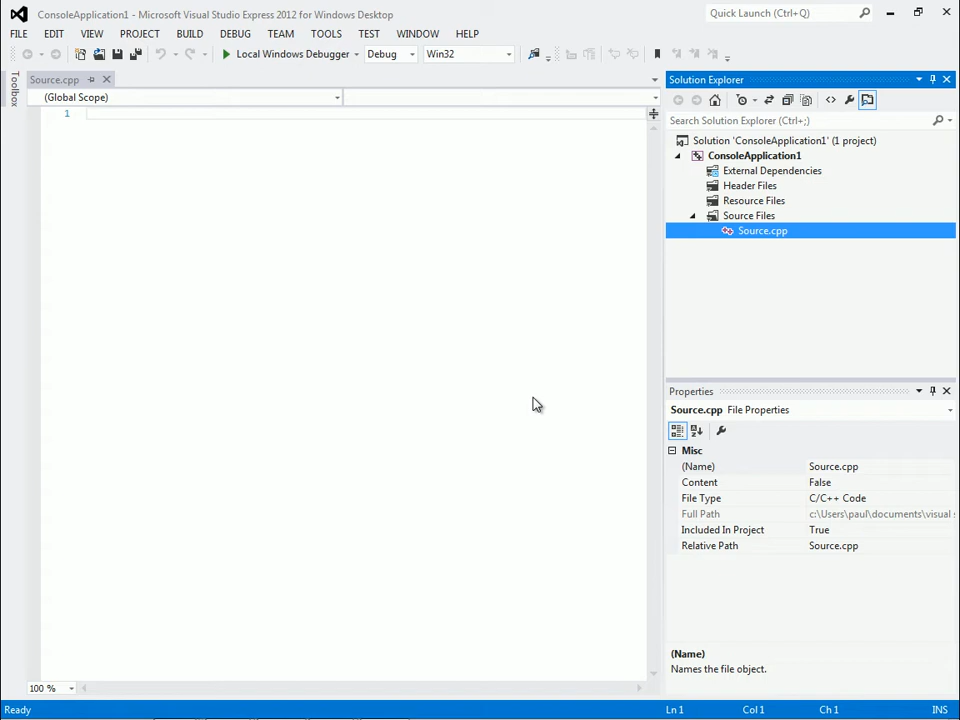 ConsoleApplication1 - Microsoft Visual Studio Express 2012 for Windows Desktop
Quick Launch (Ctrl+Q)
FILE EDIT VIEW PROJECT BUILD DEBUG TEAM TOOLS TEST WINDOW HELP
Local Windows Debugger Debug Win32
Toolbox
Source.cpp
(Global Scope)
1
100 %
Solution Explorer
Search Solution Explorer (Ctrl+;)
Solution 'ConsoleApplication1' (1 project)
ConsoleApplication1
External Dependencies
Header Files
Resource Files
Source Files
Source.cpp
Properties
Source.cpp File Properties
Misc
(Name) Source.cpp
Content False
File Type C/C++ Code
Full Path c:\Users\paul\documents\visual s
Included In Project True
Relative Path Source.cpp
(Name)
Names the file object.
Ready Ln 1 Col 1 Ch 1 INS